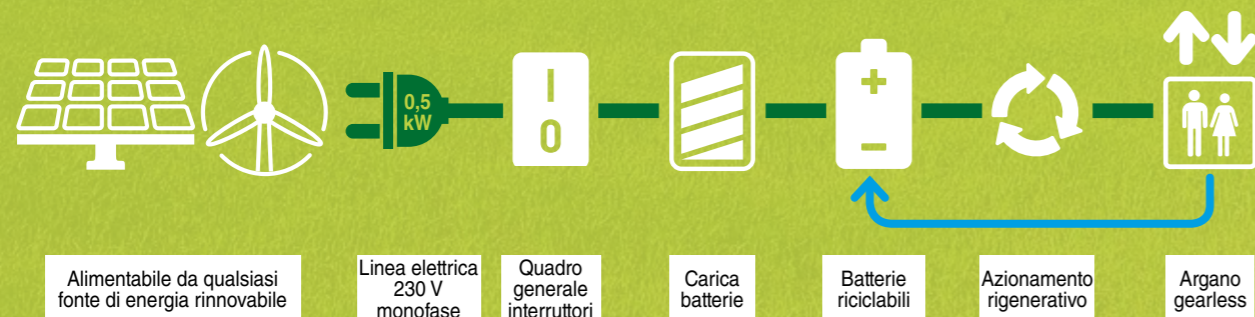 0,5
kW
I
0
+
−
Alimentabile da qualsiasi
fonte di energia rinnovabile
Linea elettrica
230 V
monofase
Quadro
generale
interruttori
Carica
batterie
Batterie
riciclabili
Azionamento
rigenerativo
Argano
gearless